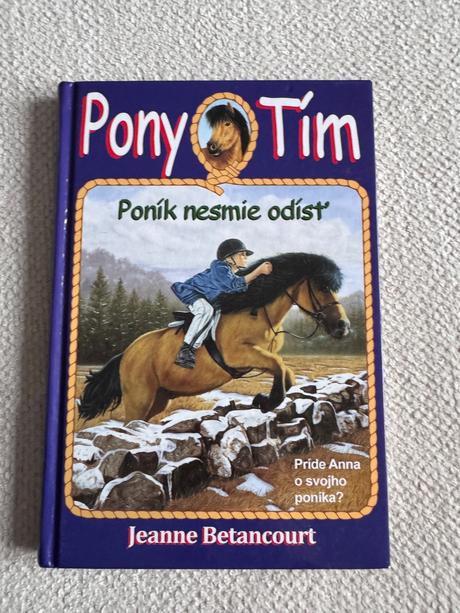 Pony Tím
Poník nesmie odísť
Príde Anna
o svojho
poníka?
Jeanne Betancourt